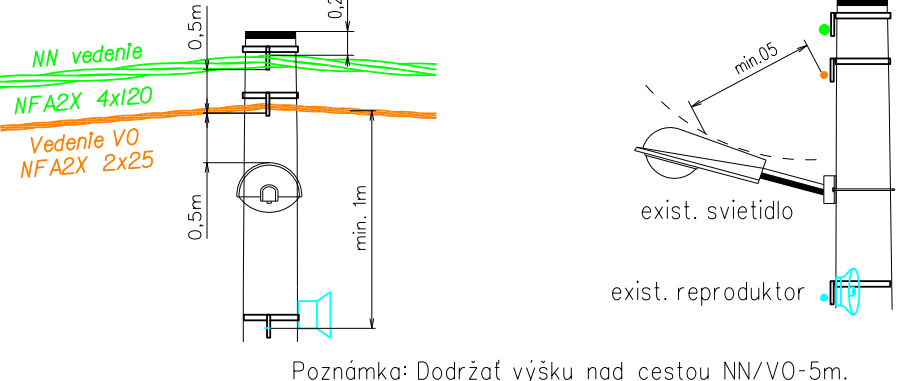 0,5m
NN vedenie
NFA2X 4x120
Vedenie VO
NFA2X 2x25
0,5m
min. 1m
min.05
exist. svietidlo
exist. reproduktor
Poznámka: Dodržať výšku nad cestou NN/VO-5m.